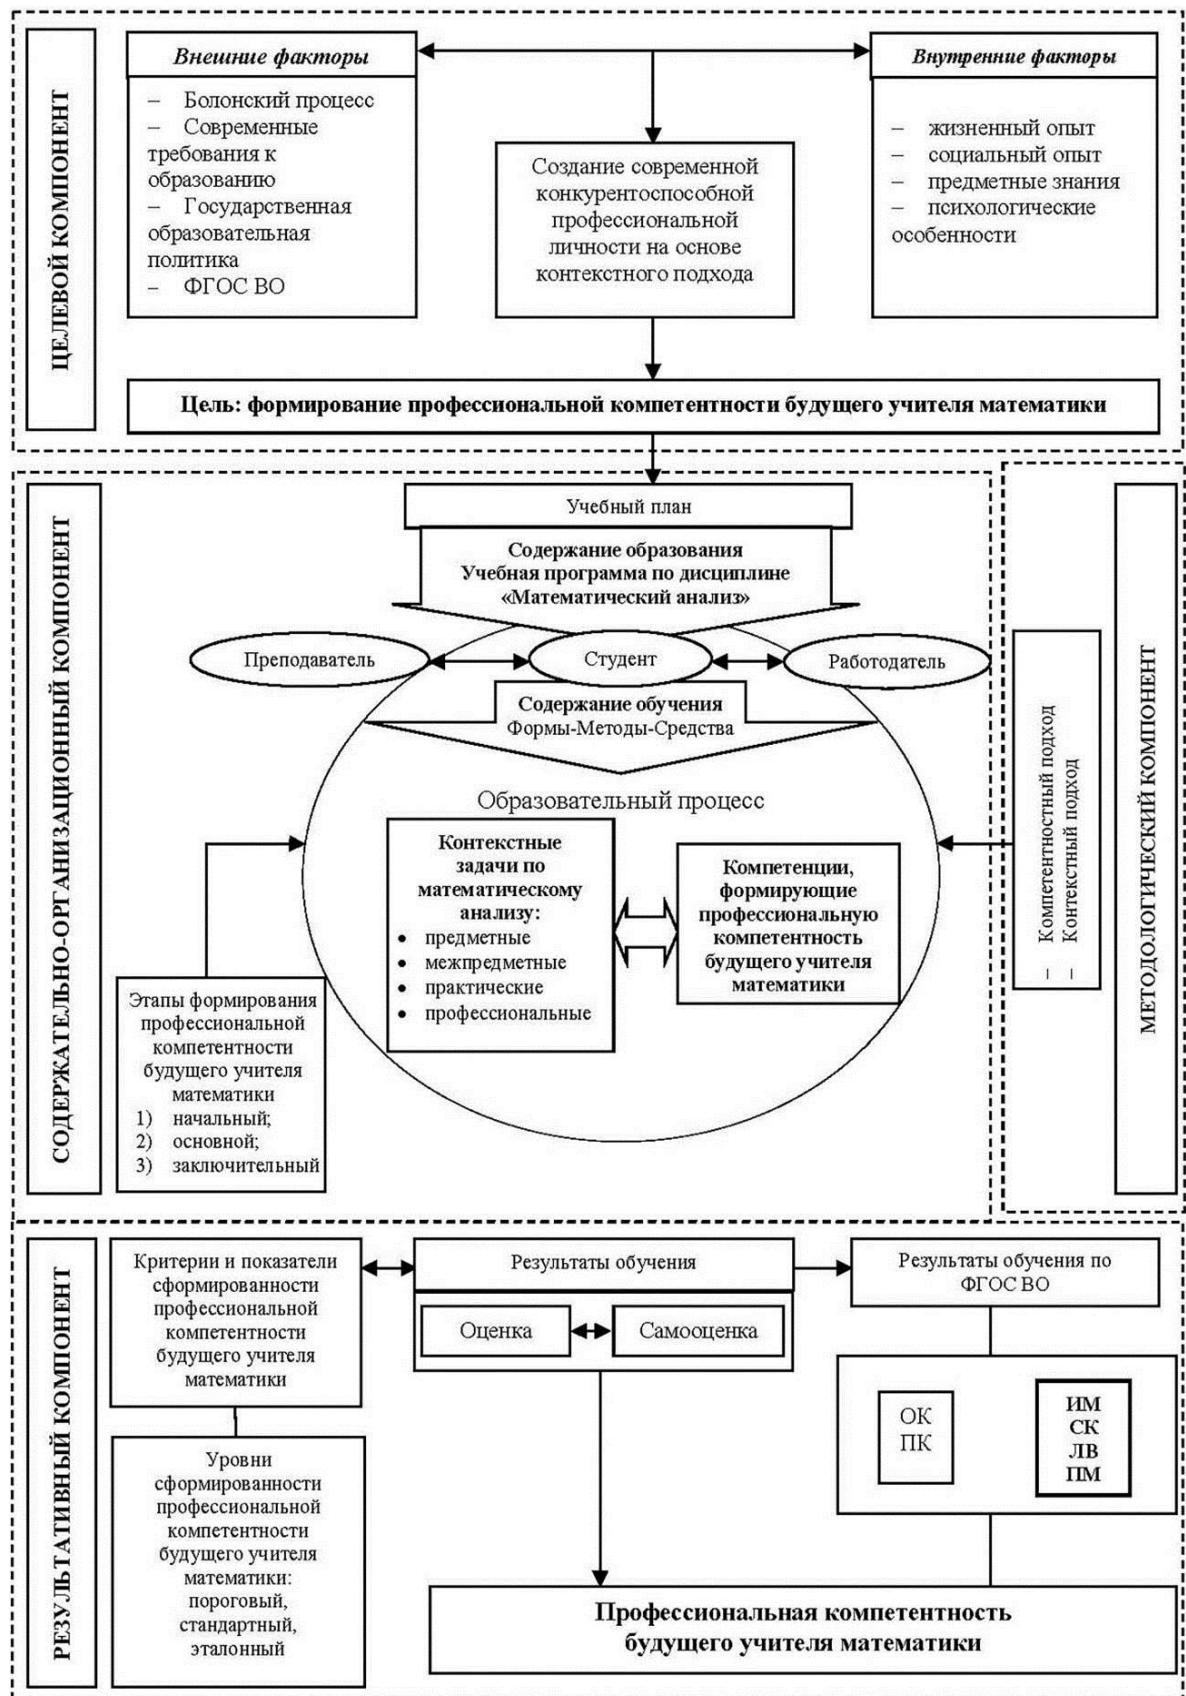 ЦЕЛЕВОЙ КОМПОНЕНТ
Внешние факторы
– Болонский процесс
– Современные
требования к
образованию
– Государственная
образовательная
политика
– ФГОС ВО
Создание современной
конкурентоспособной
профессиональной
личности на основе
контекстного подхода
Внутренние факторы
– жизненный опыт
– социальный опыт
– предметные знания
– психологические
особенности
Цель: формирование профессиональной компетентности будущего учителя математики
СОДЕРЖАТЕЛЬНО-ОРГАНИЗАЦИОННЫЙ КОМПОНЕНТ
Учебный план
Содержание образования
Учебная программа по дисциплине
«Математический анализ»
Преподаватель
Студент
Работодатель
Содержание обучения
Формы-Методы-Средства
Образовательный процесс
Контекстные
задачи по
математическому
анализу:
• предметные
• межпредметные
• практические
• профессиональные
Компетенции,
формирующие
профессиональную
компетентность
будущего учителя
математики
Этапы формирования
профессиональной
компетентности
будущего учителя
математики
1) начальный;
2) основной;
3) заключительный
– Компетентностный подход
– Контекстный подход
МЕТОДОЛОГИЧЕСКИЙ КОМПОНЕНТ
РЕЗУЛЬТАТИВНЫЙ КОМПОНЕНТ
Критерии и показатели
сформированности
профессиональной
компетентности
будущего учителя
математики
Результаты обучения
Оценка
Самооценка
Результаты обучения по
ФГОС ВО
ОК
ПК
ИМ
СК
ЛВ
ПМ
Уровни
сформированности
профессиональной
компетентности
будущего учителя
математики:
пороговый,
стандартный,
эталонный
Профессиональная компетентность
будущего учителя математики